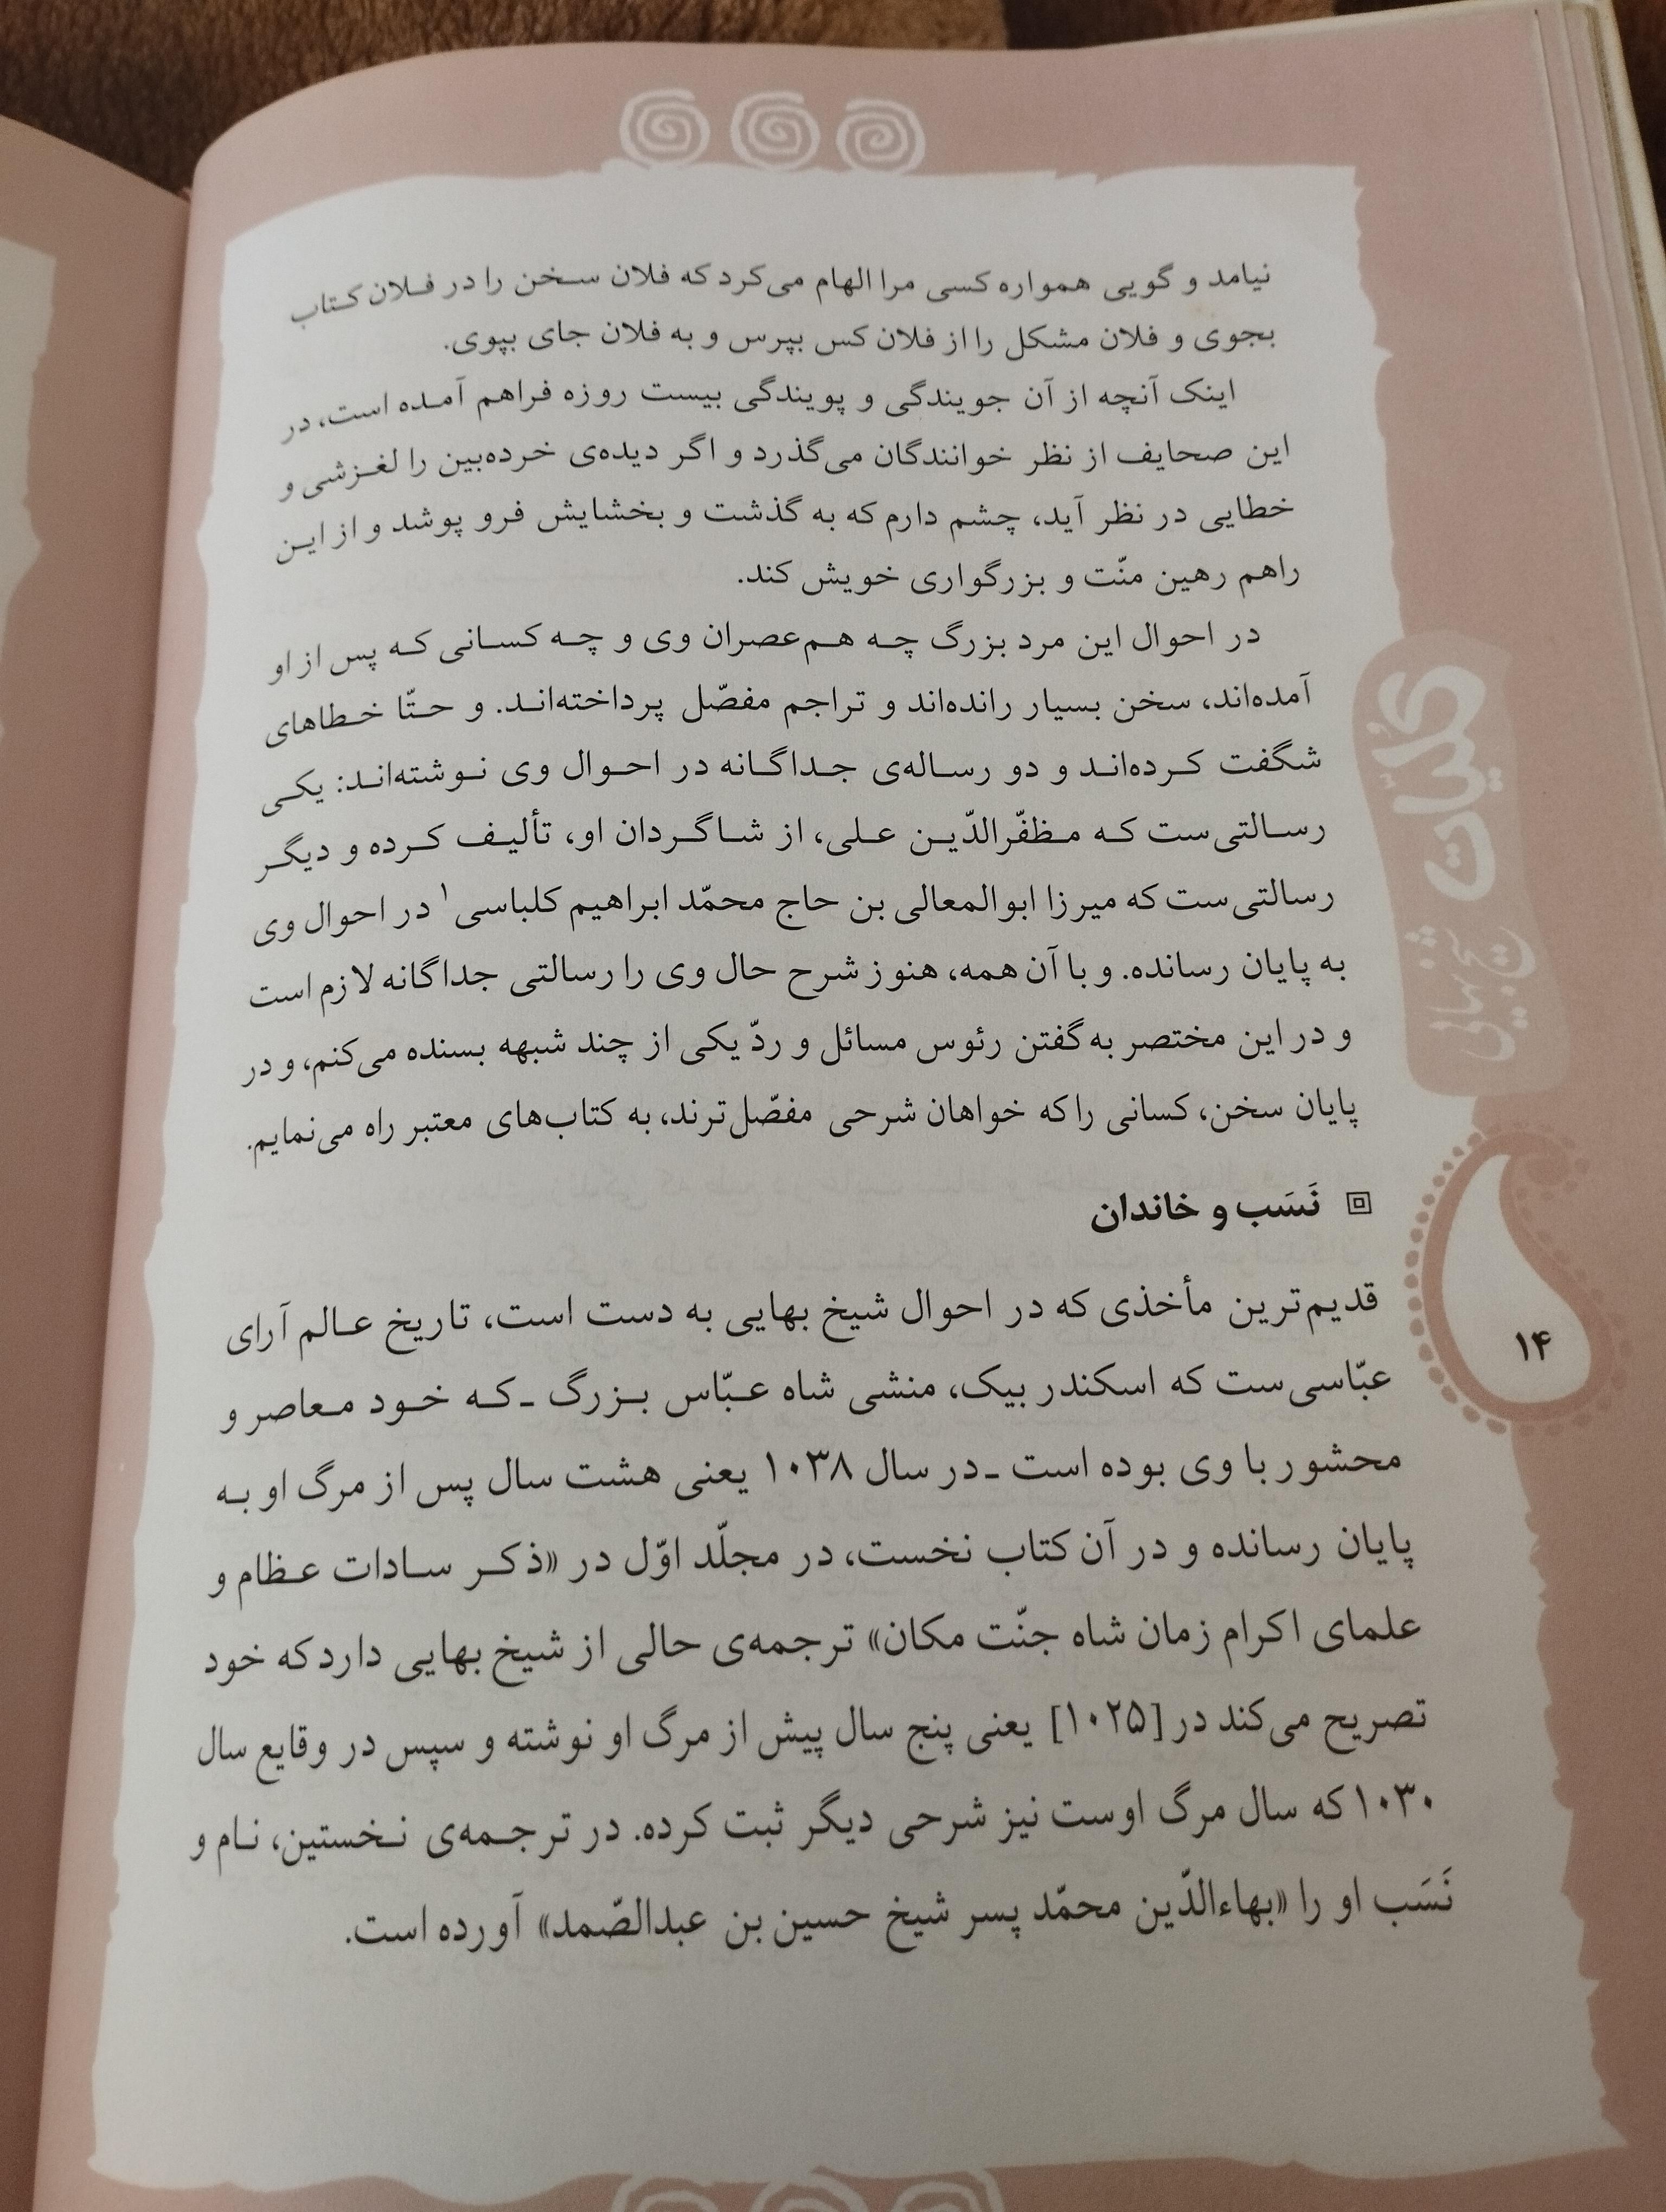 نیامد و گویی همواره کسی مرا الهام می‌کرد که فلان سخن را در فلان کتاب
بجوی و فلان مشکل را از فلان کس بپرس و به فلان جای بپوی.
اینک آنچه از آن جویندگی و پویندگی بیست روزه فراهم آمده است، در
این صحایف از نظر خوانندگان می‌گذرد و اگر دیده‌ی خرده‌بین را لغزشی و
خطایی در نظر آید، چشم دارم که به گذشت و بخشایش فرو پوشد و از این
راهم رهین منّت و بزرگواری خویش کند.
در احوال این مرد بزرگ چه هم‌عصران وی و چه کسانی که پس از او
آمده‌اند، سخن بسیار رانده‌اند و تراجم مفصّل پرداخته‌اند. و حتّا خطاهای
شگفت کرده‌اند و دو رساله‌ی جداگانه در احوال وی نوشته‌اند: یکی
رسالتی‌ست که مظفّرالدّین علی، از شاگردان او، تألیف کرده و دیگر
رسالتی‌ست که میرزا ابوالمعالی بن حاج محمّد ابراهیم کلباسی۱ در احوال وی
به پایان رسانده. و با آن همه، هنوز شرح حال وی را رسالتی جداگانه لازم است
و در این مختصر به گفتن رئوس مسائل و ردّ یکی از چند شبهه بسنده می‌کنم، و در
پایان سخن، کسانی را که خواهان شرحی مفصّل‌ترند، به کتاب‌های معتبر راه می‌نمایم.
نَسَب و خاندان
قدیم‌ترین مأخذی که در احوال شیخ بهایی به دست است، تاریخ عالم آرای
عبّاسی‌ست که اسکندر بیک، منشی شاه عبّاس بزرگ ـ که خود معاصر و
محشور با وی بوده است ـ در سال ۱۰۳۸ یعنی هشت سال پس از مرگ او به
پایان رسانده و در آن کتاب نخست، در مجلّد اوّل در «ذکر سادات عظام و
علمای اکرام زمان شاه جنّت مکان» ترجمه‌ی حالی از شیخ بهایی دارد که خود
تصریح می‌کند در [۱۰۲۵] یعنی پنج سال پیش از مرگ او نوشته و سپس در وقایع سال
۱۰۳۰ که سال مرگ اوست نیز شرحی دیگر ثبت کرده. در ترجمه‌ی نخستین، نام و
نَسَب او را «بهاءالدّین محمّد پسر شیخ حسین بن عبدالصّمد» آورده است.
کلیات
شیخ بهایی
۱۴